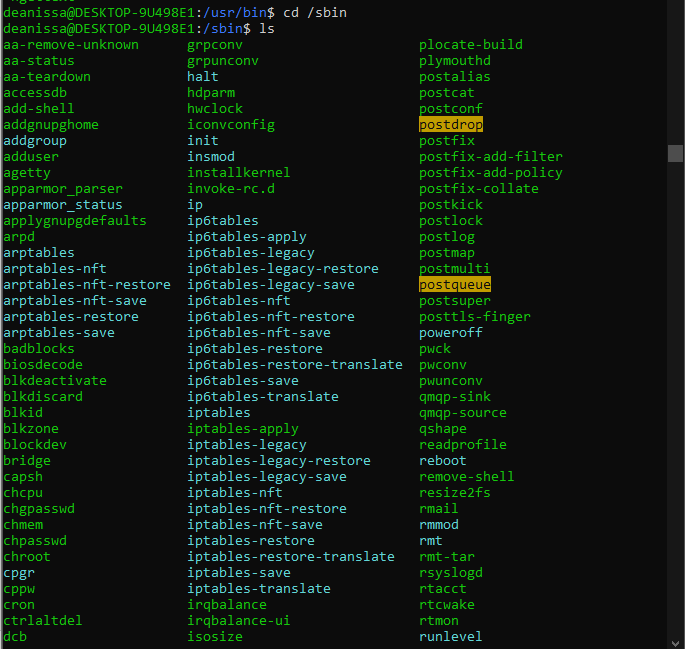 deanissa@DESKTOP-9U498E1:/usr/bin$ cd /sbin
deanissa@DESKTOP-9U498E1:/sbin$ ls
aa-remove-unknown grpconv plocate-build
aa-status grpunconv plymouthd
aa-teardown halt postalias
accessdb hdparm postcat
add-shell hwclock postconf
addgnupghome iconvconfig postdrop
addgroup init postfix
adduser insmod postfix-add-filter
agetty installkernel postfix-add-policy
apparmor_parser invoke-rc.d postfix-collate
apparmor_status ip postkick
applygnupgdefaults ip6tables postlock
arpd ip6tables-apply postlog
arptables ip6tables-legacy postmap
arptables-nft ip6tables-legacy-restore postmulti
arptables-nft-restore ip6tables-legacy-save postqueue
arptables-nft-save ip6tables-nft postsuper
arptables-restore ip6tables-nft-restore posttls-finger
arptables-save ip6tables-nft-save poweroff
badblocks ip6tables-restore pwck
biosdecode ip6tables-restore-translate pwconv
blkdeactivate ip6tables-save pwunconv
blkdiscard ip6tables-translate qmqp-sink
blkid iptables qmqp-source
blkzone iptables-apply qshape
blockdev iptables-legacy readprofile
bridge iptables-legacy-restore reboot
capsh iptables-legacy-save remove-shell
chcpu iptables-nft resize2fs
chgpasswd iptables-nft-restore rmail
chmem iptables-nft-save rmmod
chpasswd iptables-restore rmt
chroot iptables-restore-translate rmt-tar
cpgr iptables-save rsyslogd
cppw iptables-translate rtacct
cron irqbalance rtcwake
ctrlaltdel irqbalance-ui rtmon
dcb isosize runlevel